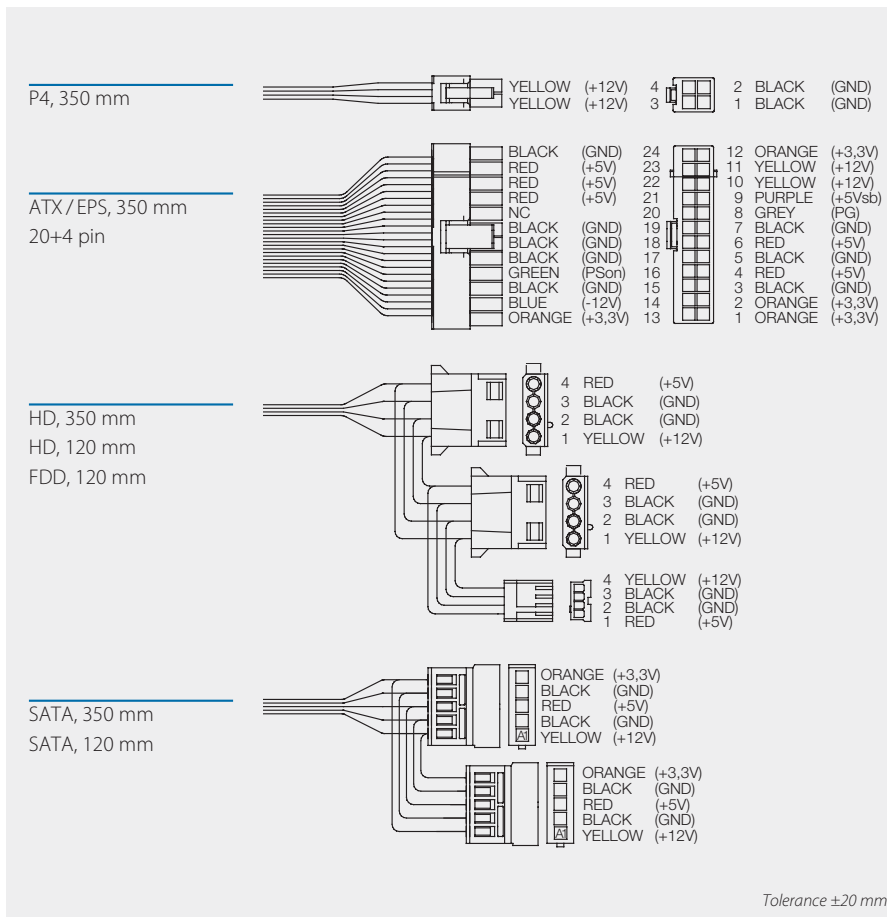 P4, 350 mm
YELLOW (+12V) 4 2 BLACK (GND)
YELLOW (+12V) 3 1 BLACK (GND)
ATX / EPS, 350 mm
20+4 pin
BLACK (GND) 24 12 ORANGE (+3,3V)
RED (+5V) 23 11 YELLOW (+12V)
RED (+5V) 22 10 YELLOW (+12V)
RED (+5V) 21 9 PURPLE (+5Vsb)
NC 20 8 GREY (PG)
BLACK (GND) 19 7 BLACK (GND)
BLACK (GND) 18 6 RED (+5V)
BLACK (GND) 17 5 BLACK (GND)
GREEN (PSon) 16 4 RED (+5V)
BLACK (GND) 15 3 BLACK (GND)
BLUE (-12V) 14 2 ORANGE (+3,3V)
ORANGE (+3,3V) 13 1 ORANGE (+3,3V)
HD, 350 mm
HD, 120 mm
FDD, 120 mm
4 RED (+5V)
3 BLACK (GND)
2 BLACK (GND)
1 YELLOW (+12V)
4 RED (+5V)
3 BLACK (GND)
2 BLACK (GND)
1 YELLOW (+12V)
4 YELLOW (+12V)
3 BLACK (GND)
2 BLACK (GND)
1 RED (+5V)
SATA, 350 mm
SATA, 120 mm
ORANGE (+3,3V)
BLACK (GND)
RED (+5V)
BLACK (GND)
A1 YELLOW (+12V)
ORANGE (+3,3V)
BLACK (GND)
RED (+5V)
BLACK (GND)
A1 YELLOW (+12V)
Tolerance ±20 mm